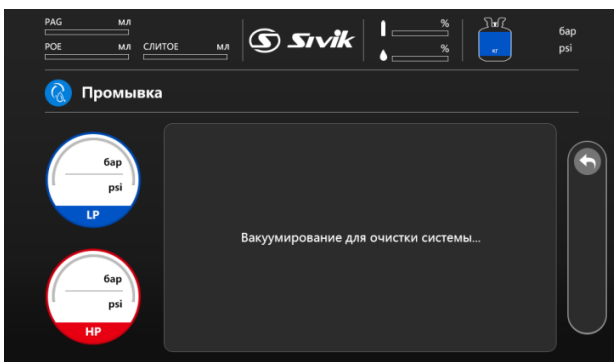 PAG мл
POE мл СЛИТОЕ мл
Sivik
%
%
кг
бар
psi
Промывка
бар
psi
LP
Вакуумирование для очистки системы...
бар
psi
HP